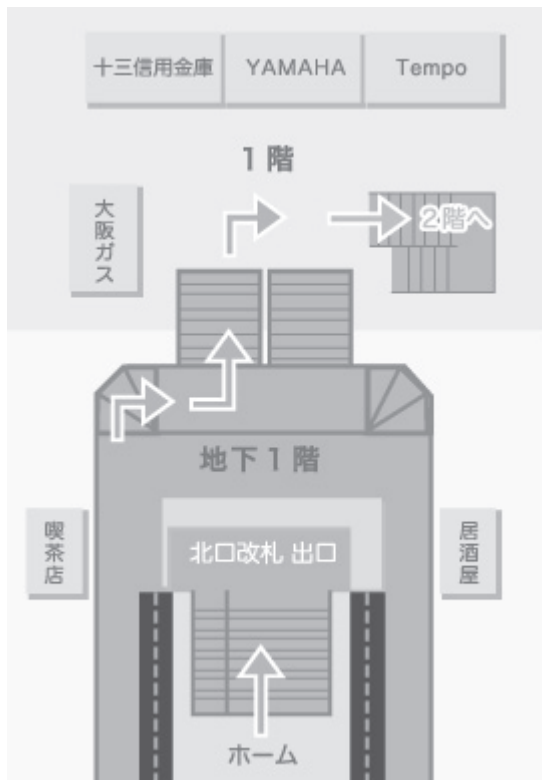 十三信用金庫
YAMAHA
Tempo
1階
大阪ガス
2階へ
地下1階
喫茶店
北口改札 出口
居酒屋
ホーム